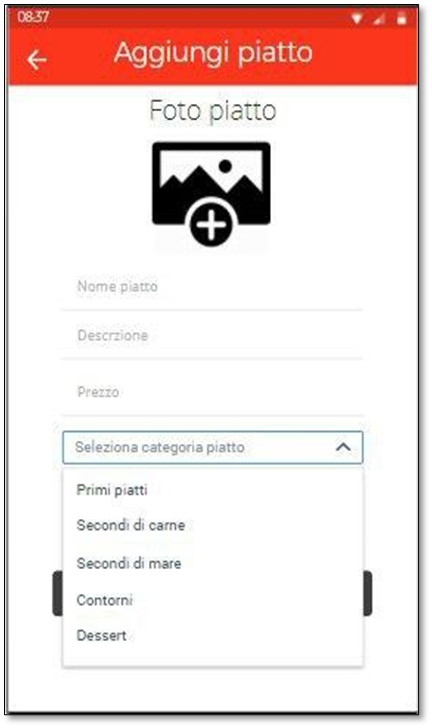 08:37
Aggiungi piatto
Foto piatto
Nome piatto
Descrzione
Prezzo
Seleziona categoria piatto
Primi piatti
Secondi di carne
Secondi di mare
Contorni
Dessert